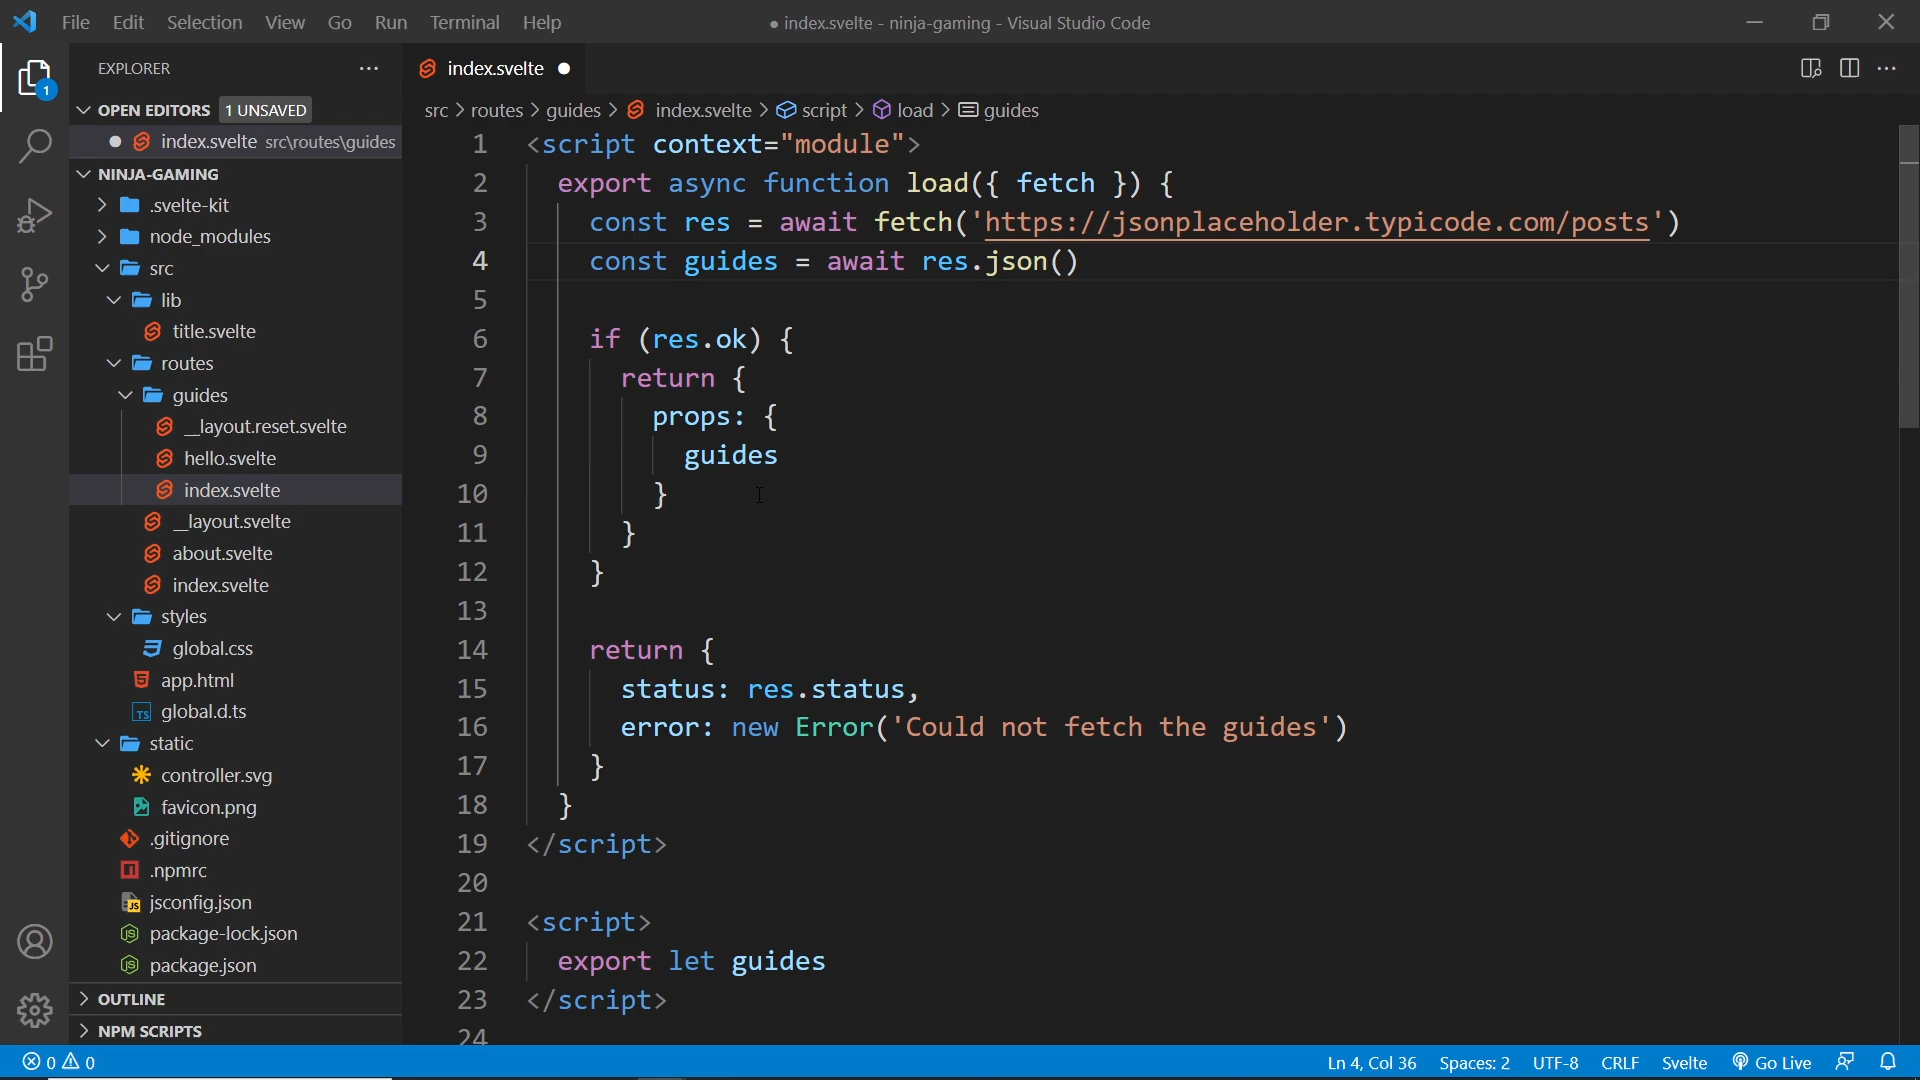 File Edit Selection View Go Run Terminal Help
● index.svelte - ninja-gaming - Visual Studio Code
EXPLORER
1
OPEN EDITORS 1 UNSAVED
index.svelte src\routes\guides
NINJA-GAMING
.svelte-kit
node_modules
src
lib
title.svelte
routes
guides
__layout.reset.svelte
hello.svelte
index.svelte
__layout.svelte
about.svelte
index.svelte
styles
global.css
app.html
global.d.ts
static
controller.svg
favicon.png
.gitignore
.npmrc
jsconfig.json
package-lock.json
package.json
OUTLINE
NPM SCRIPTS
index.svelte
src > routes > guides > index.svelte > script > load > guides
1 <script context="module">
2 export async function load({ fetch }) {
3 const res = await fetch('https://jsonplaceholder.typicode.com/posts')
4 const guides = await res.json()
5
6 if (res.ok) {
7 return {
8 props: {
9 guides
10 }
11 }
12 }
13
14 return {
15 status: res.status,
16 error: new Error('Could not fetch the guides')
17 }
18 }
19 </script>
20
21 <script>
22 export let guides
23 </script>
24
0 0
Ln 4, Col 36 Spaces: 2 UTF-8 CRLF Svelte Go Live